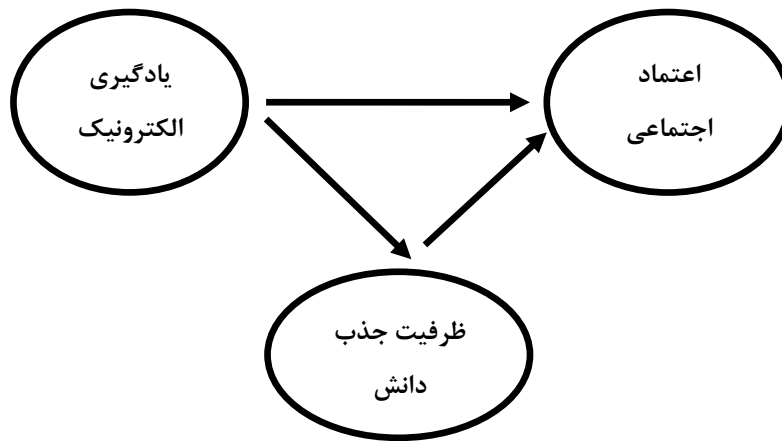 یادگیری
الکترونیک
اعتماد
اجتماعی
ظرفیت جذب
دانش